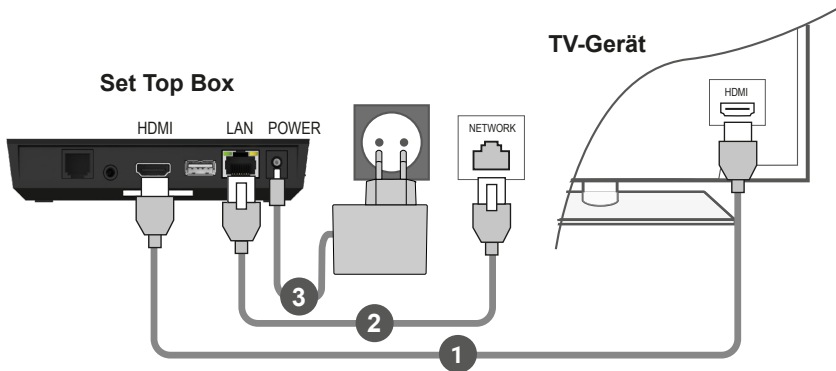 TV-Gerät
Set Top Box
HDMI
HDMI LAN POWER
NETWORK
3
2
1